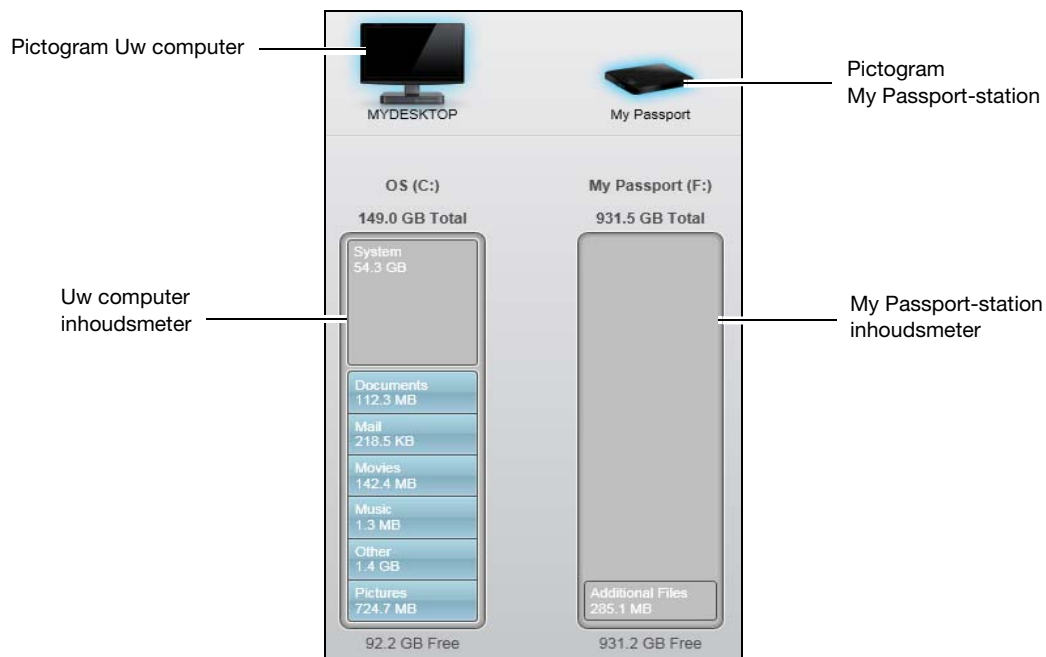 Pictogram Uw computer
Pictogram
My Passport-station
MYDESKTOP
My Passport
OS (C:)
My Passport (F:)
149.0 GB Total
931.5 GB Total
System
54.3 GB
Uw computer
inhoudsmeter
My Passport-station
inhoudsmeter
Documents
112.3 MB
Mail
218.5 KB
Movies
142.4 MB
Music
1.3 MB
Other
1.4 GB
Pictures
724.7 MB
Additional Files
285.1 MB
92.2 GB Free
931.2 GB Free